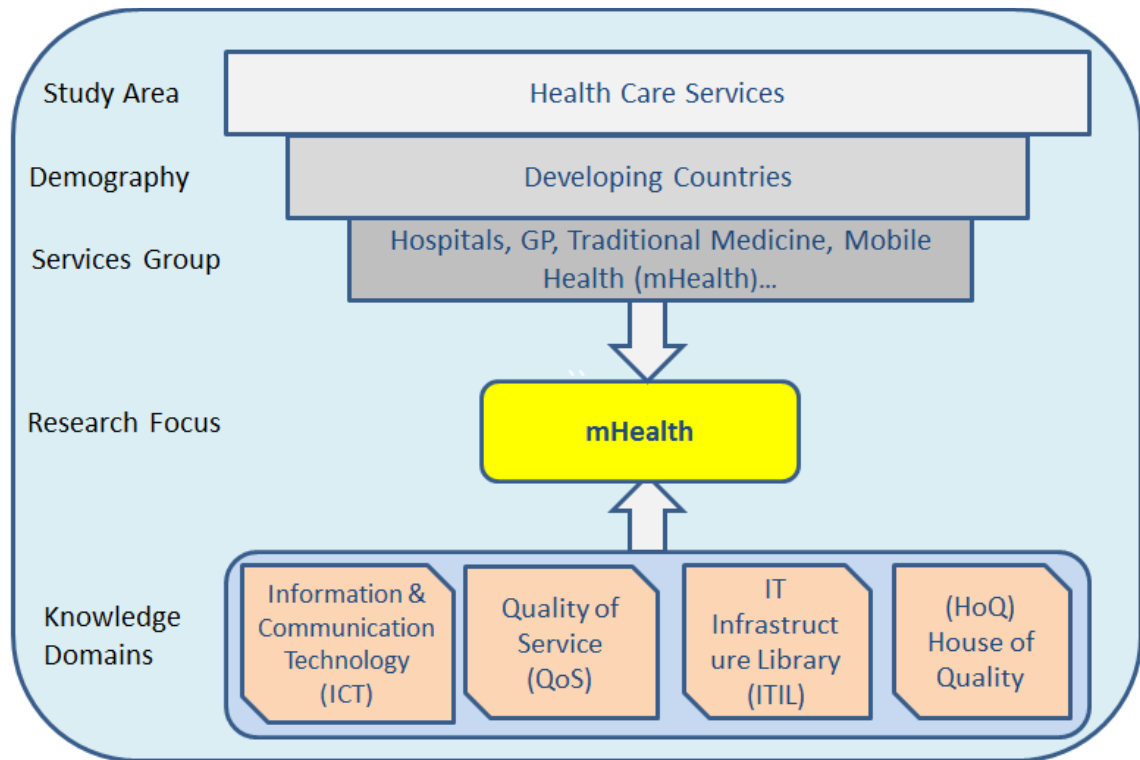 Study Area
Health Care Services
Demography
Developing Countries
Services Group
Hospitals, GP, Traditional Medicine, Mobile
Health (mHealth)...
Research Focus
``
mHealth
Knowledge
Domains
Information &
Communication
Technology
(ICT)
Quality of
Service
(QoS)
IT
Infrastruct
ure Library
(ITIL)
(HoQ)
House of
Quality